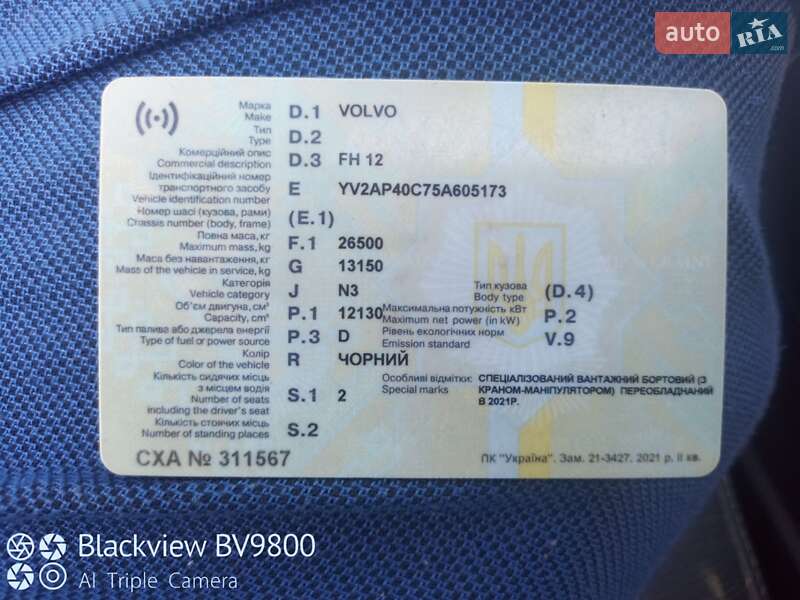 auto RIA.com
Марка
Make D.1 VOLVO
Тип
Type D.2
Комерційний опис
Commercial description D.3 FH 12
Ідентифікаційний номер
транспортного засобу
Vehicle identification number E YV2AP40C75A605173
Номер шасі (кузова, рами)
Chassis number (body, frame) (E.1)
Повна маса, кг
Maximum mass, kg F.1 26500
Маса без навантаження, кг
Mass of the vehicle in service, kg G 13150
Категорія
Vehicle category J N3
Тип кузова
Body type (D.4)
Об'єм двигуна, см³
Capacity, cm³ P.1 12130
Максимальна потужність кВт
Maximum net power (in kW) P.2
Тип палива або джерела енергії
Type of fuel or power source P.3 D
Рівень екологічних норм
Emission standard V.9
Колір
Color of the vehicle R ЧОРНИЙ
Кількість сидячих місць
з місцем водія
Number of seats
including the driver's seat S.1 2
Особливі відмітки:
Special marks
СПЕЦІАЛІЗОВАНИЙ ВАНТАЖНИЙ БОРТОВИЙ (З
КРАНОМ-МАНІПУЛЯТОРОМ) ПЕРЕОБЛАДНАНИЙ
В 2021Р.
Кількість стоячих місць
Number of standing places S.2
СХА № 311567
ПК "Україна". Зам. 21-3427. 2021 р. II кв.
Blackview BV9800
AI Triple Camera